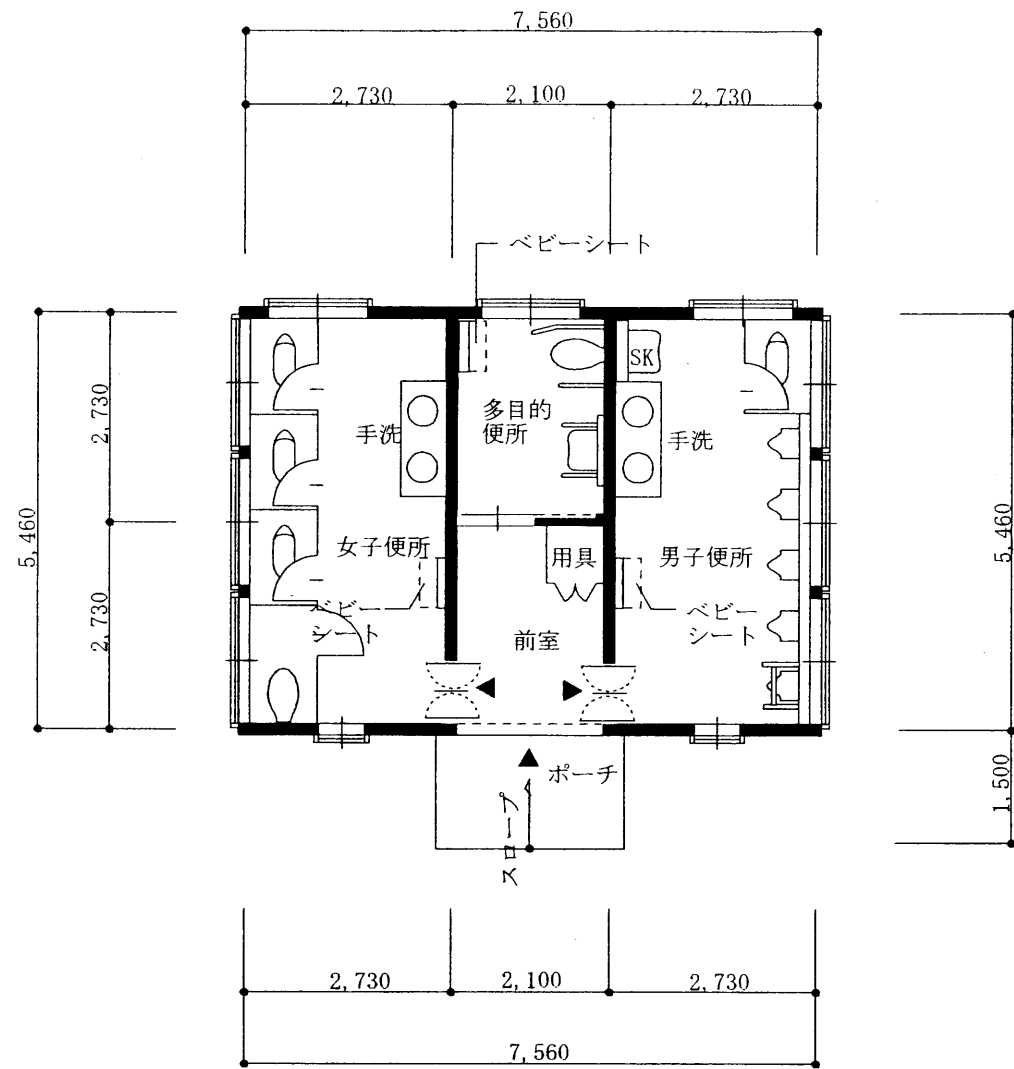 7,560
2,730
2,100
2,730
ベビーシート
SK
多目的
便所
手洗
手洗
2,730
5,460
5,460
女子便所
用具
男子便所
ベビー
シート
ベビー
シート
2,730
前室
ポーチ
1,500
スロープ
2,730
2,100
2,730
7,560